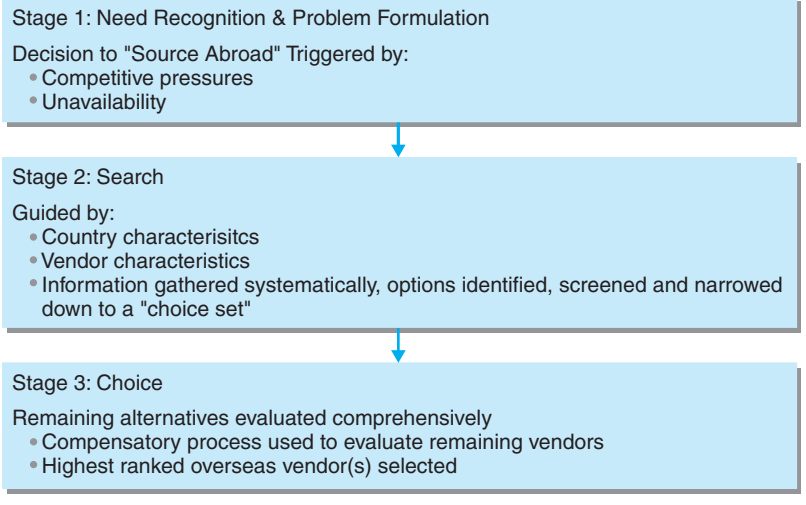 Stage 1: Need Recognition & Problem Formulation
Decision to "Source Abroad" Triggered by:
• Competitive pressures
• Unavailability
Stage 2: Search
Guided by:
• Country characterisitcs
• Vendor characteristics
• Information gathered systematically, options identified, screened and narrowed
down to a "choice set"
Stage 3: Choice
Remaining alternatives evaluated comprehensively
• Compensatory process used to evaluate remaining vendors
• Highest ranked overseas vendor(s) selected